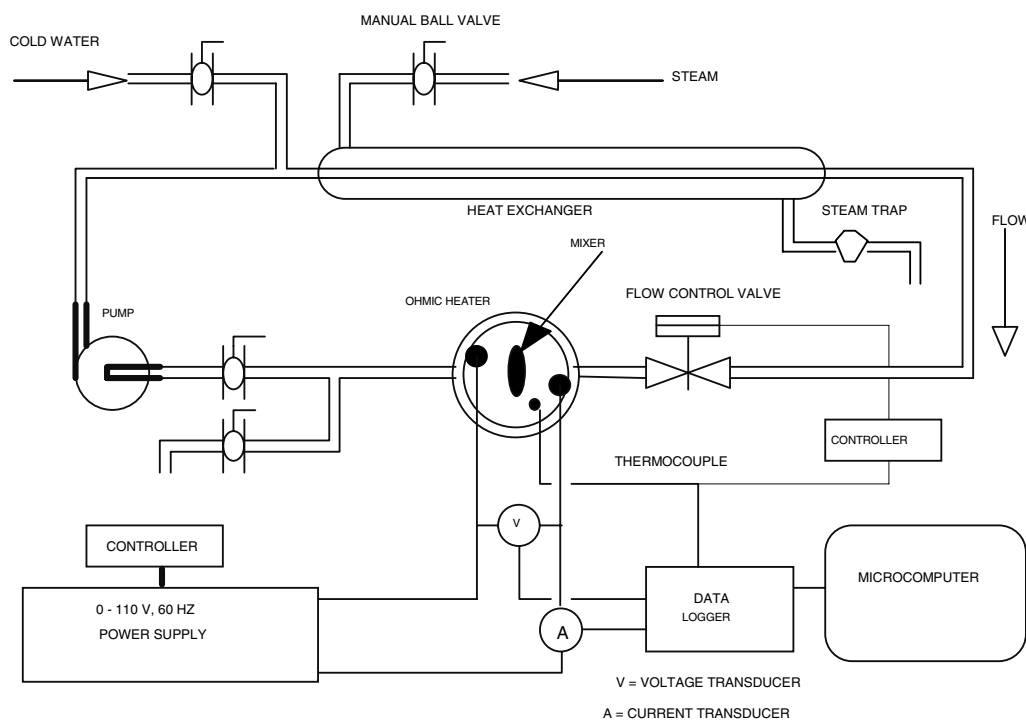 MANUAL BALL VALVE
COLD WATER
STEAM
HEAT EXCHANGER
STEAM TRAP
FLOW
MIXER
OHMIC HEATER
FLOW CONTROL VALVE
PUMP
CONTROLLER
THERMOCOUPLE
V
CONTROLLER
MICROCOMPUTER
0 - 110 V, 60 HZ
POWER SUPPLY
DATA
LOGGER
A
V = VOLTAGE TRANSDUCER
A = CURRENT TRANSDUCER